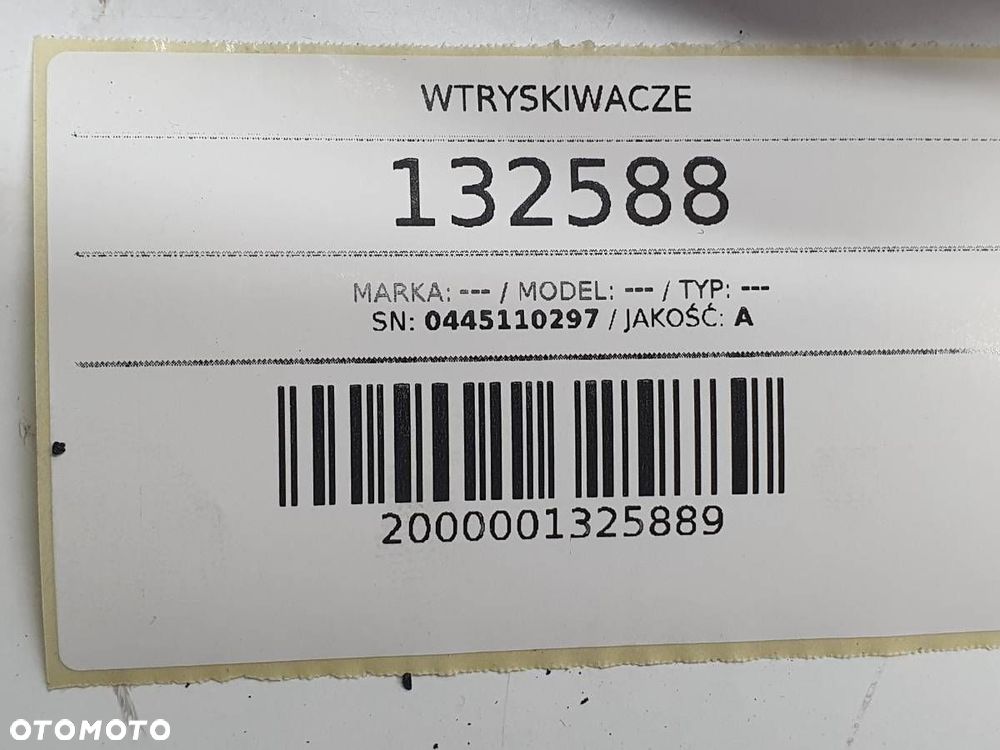 WTRYSKIWACZE
132588
MARKA: --- / MODEL: --- / TYP: ---
SN: 0445110297 / JAKOŚĆ: A
2000001325889
OTOMOTO